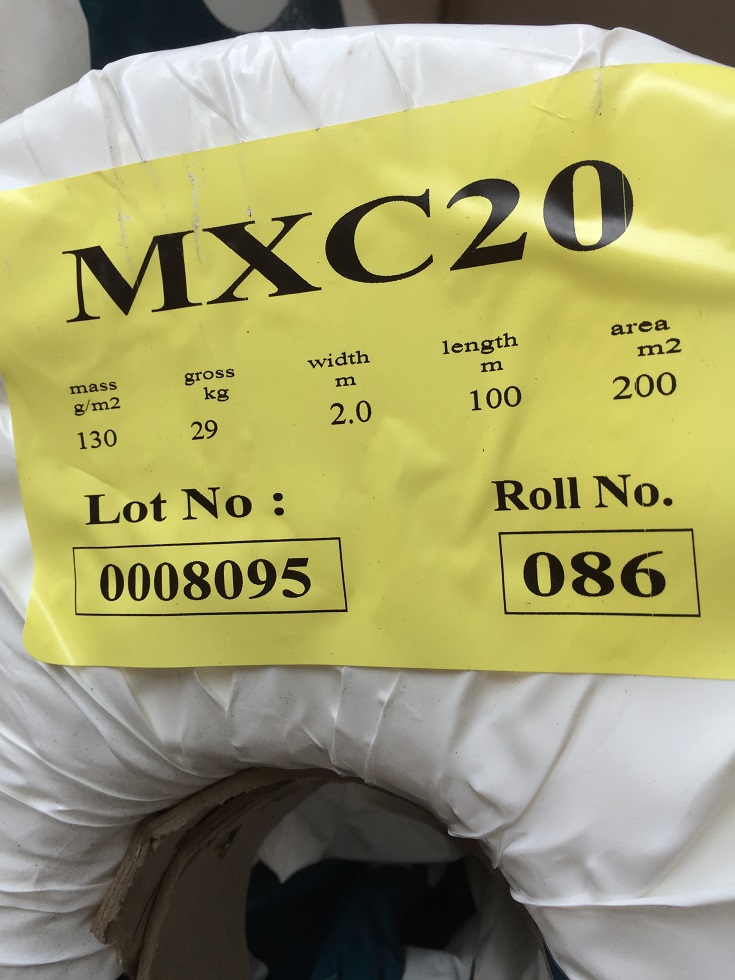 MXC20
mass gross width length area
g/m2 kg m m m2
130 29 2.0 100 200
Lot No : Roll No.
0008095 086